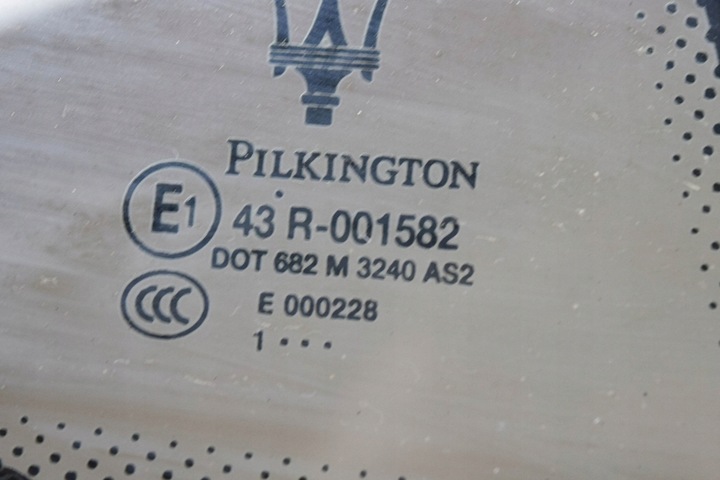 PILKINGTON
E1 43 R-001582
DOT 682 M 3240 AS2
CCC E 000228
1 • • •